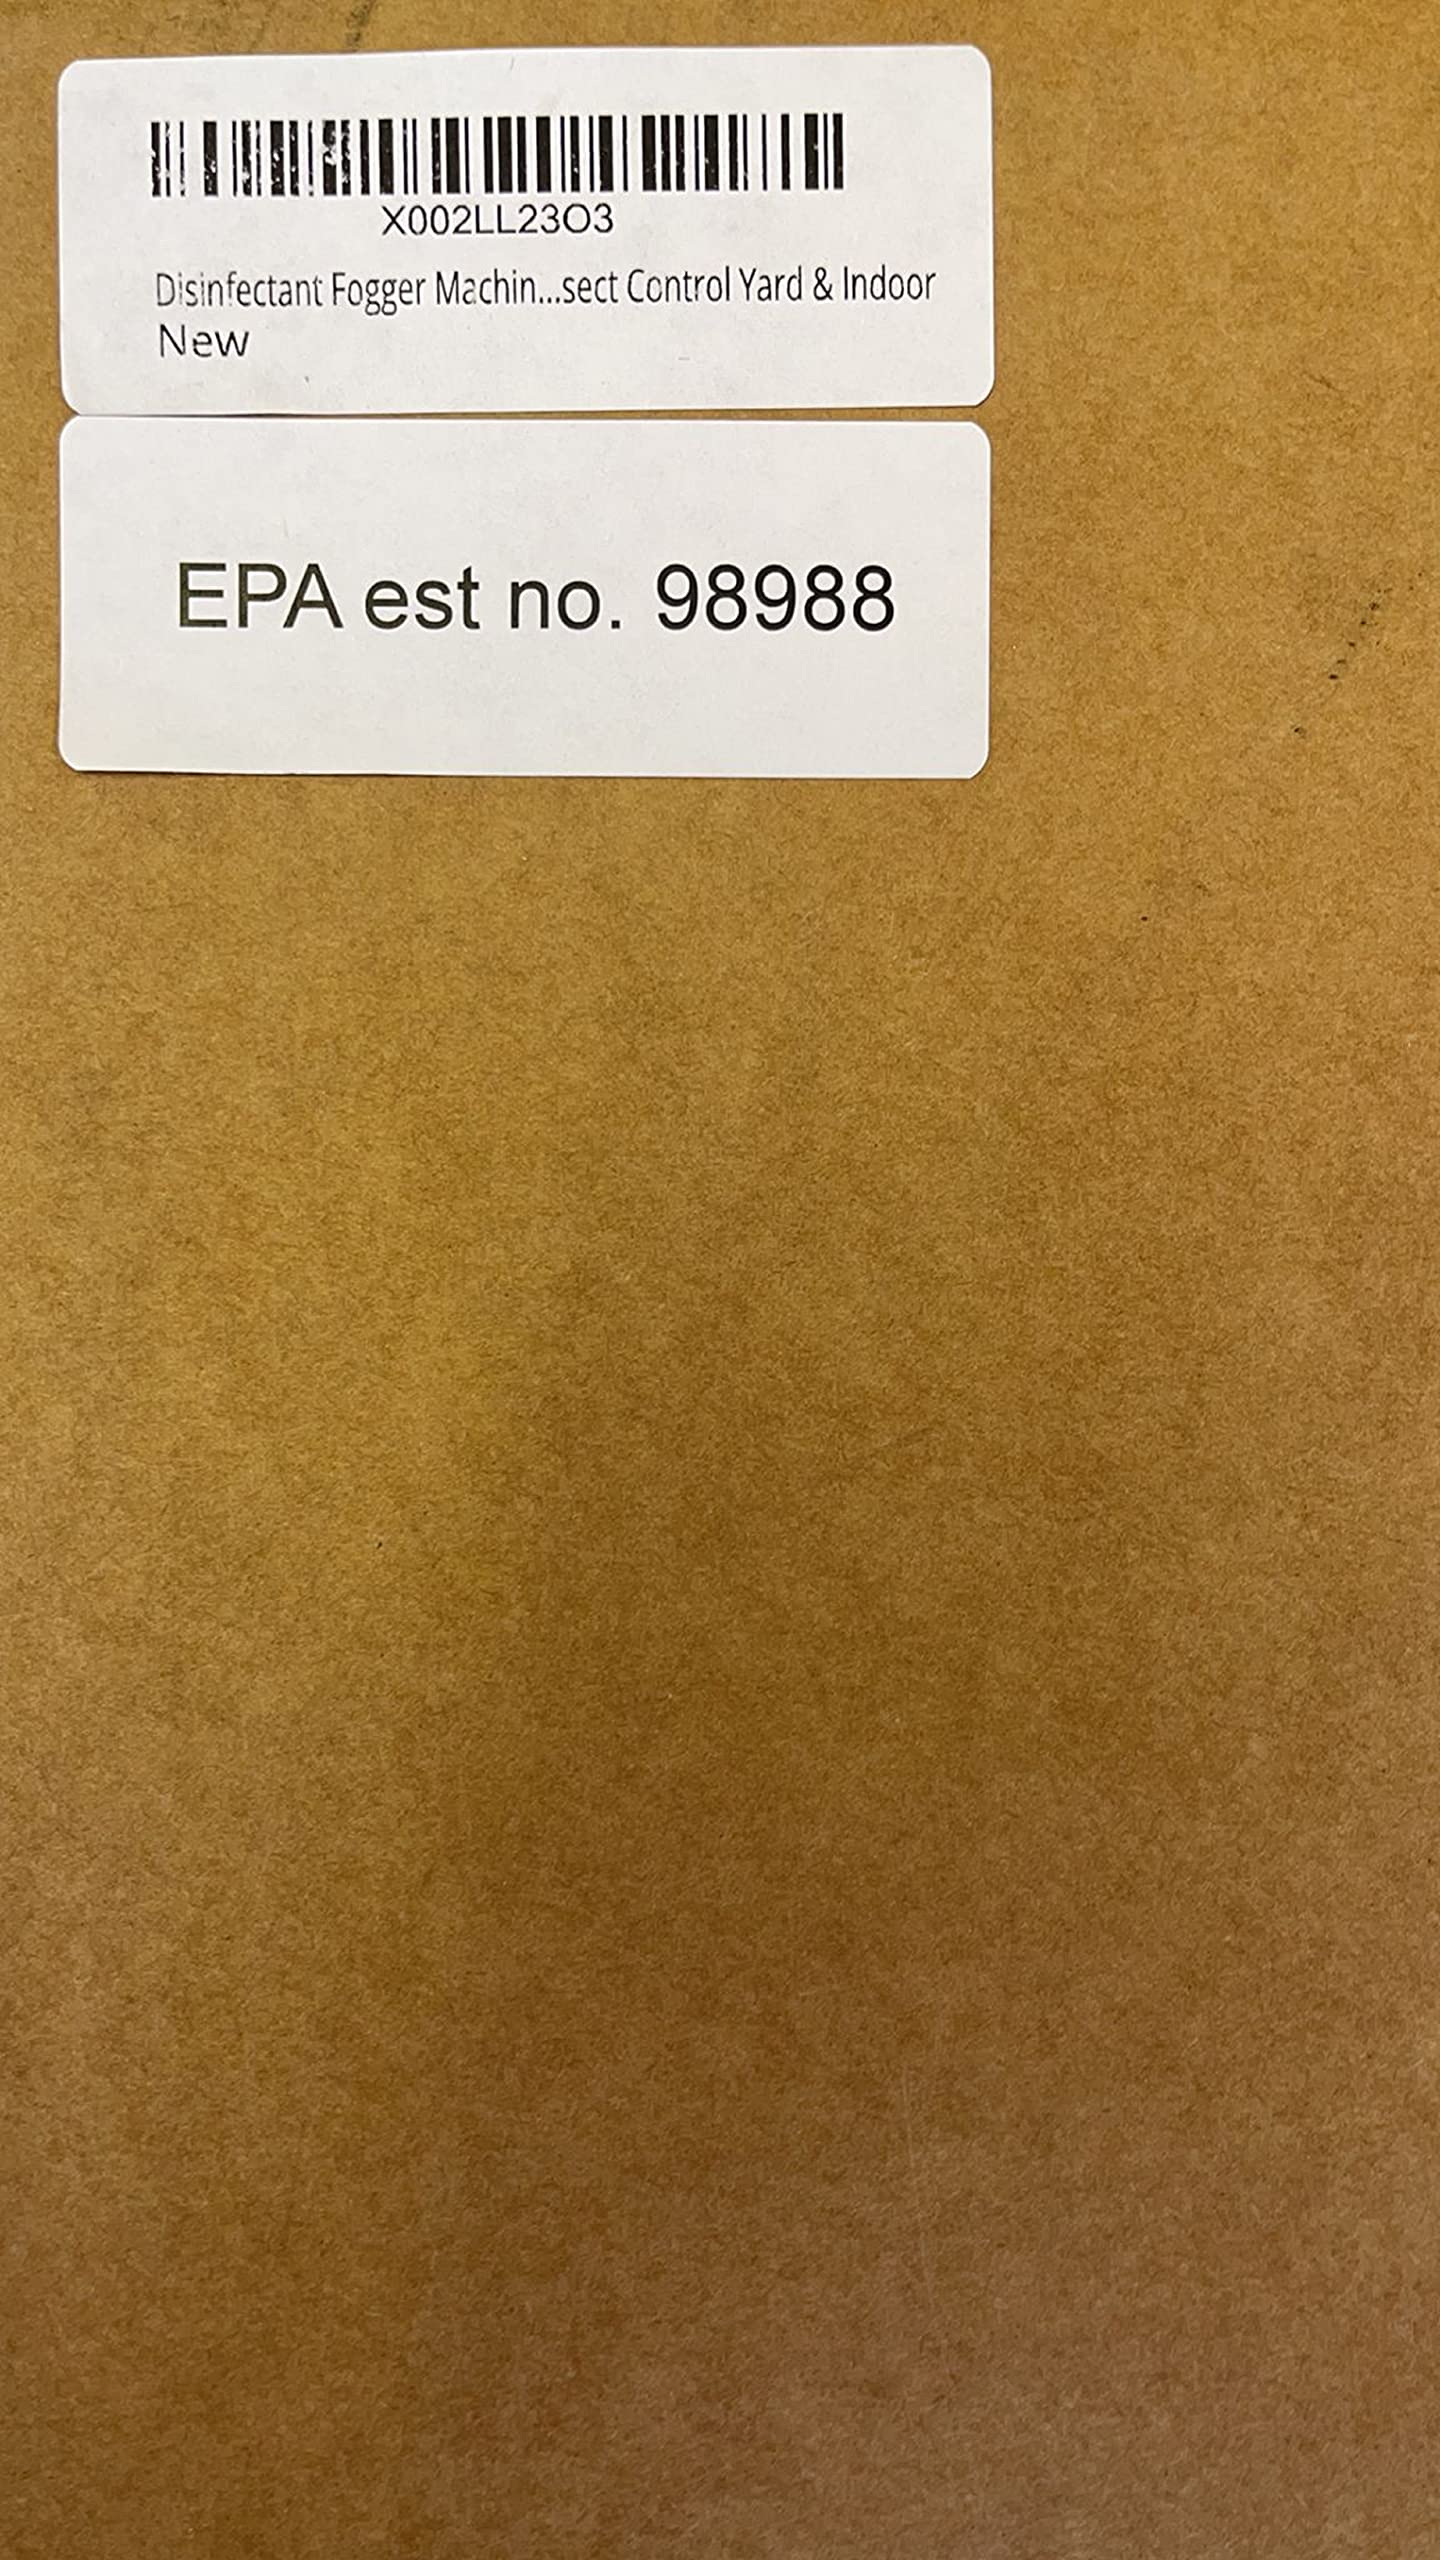 X002LL23O3
Disinfectant Fogger Machin...sect Control Yard & Indoor
New
EPA est no. 98988